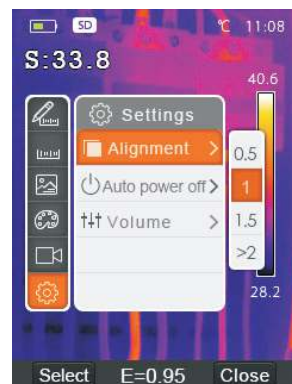 SD ℃ 11:08
S:33.8
40.6
Settings
Alignment > 0.5
1
Auto power off >
Volume > 1.5
>2
28.2
Select E=0.95 Close